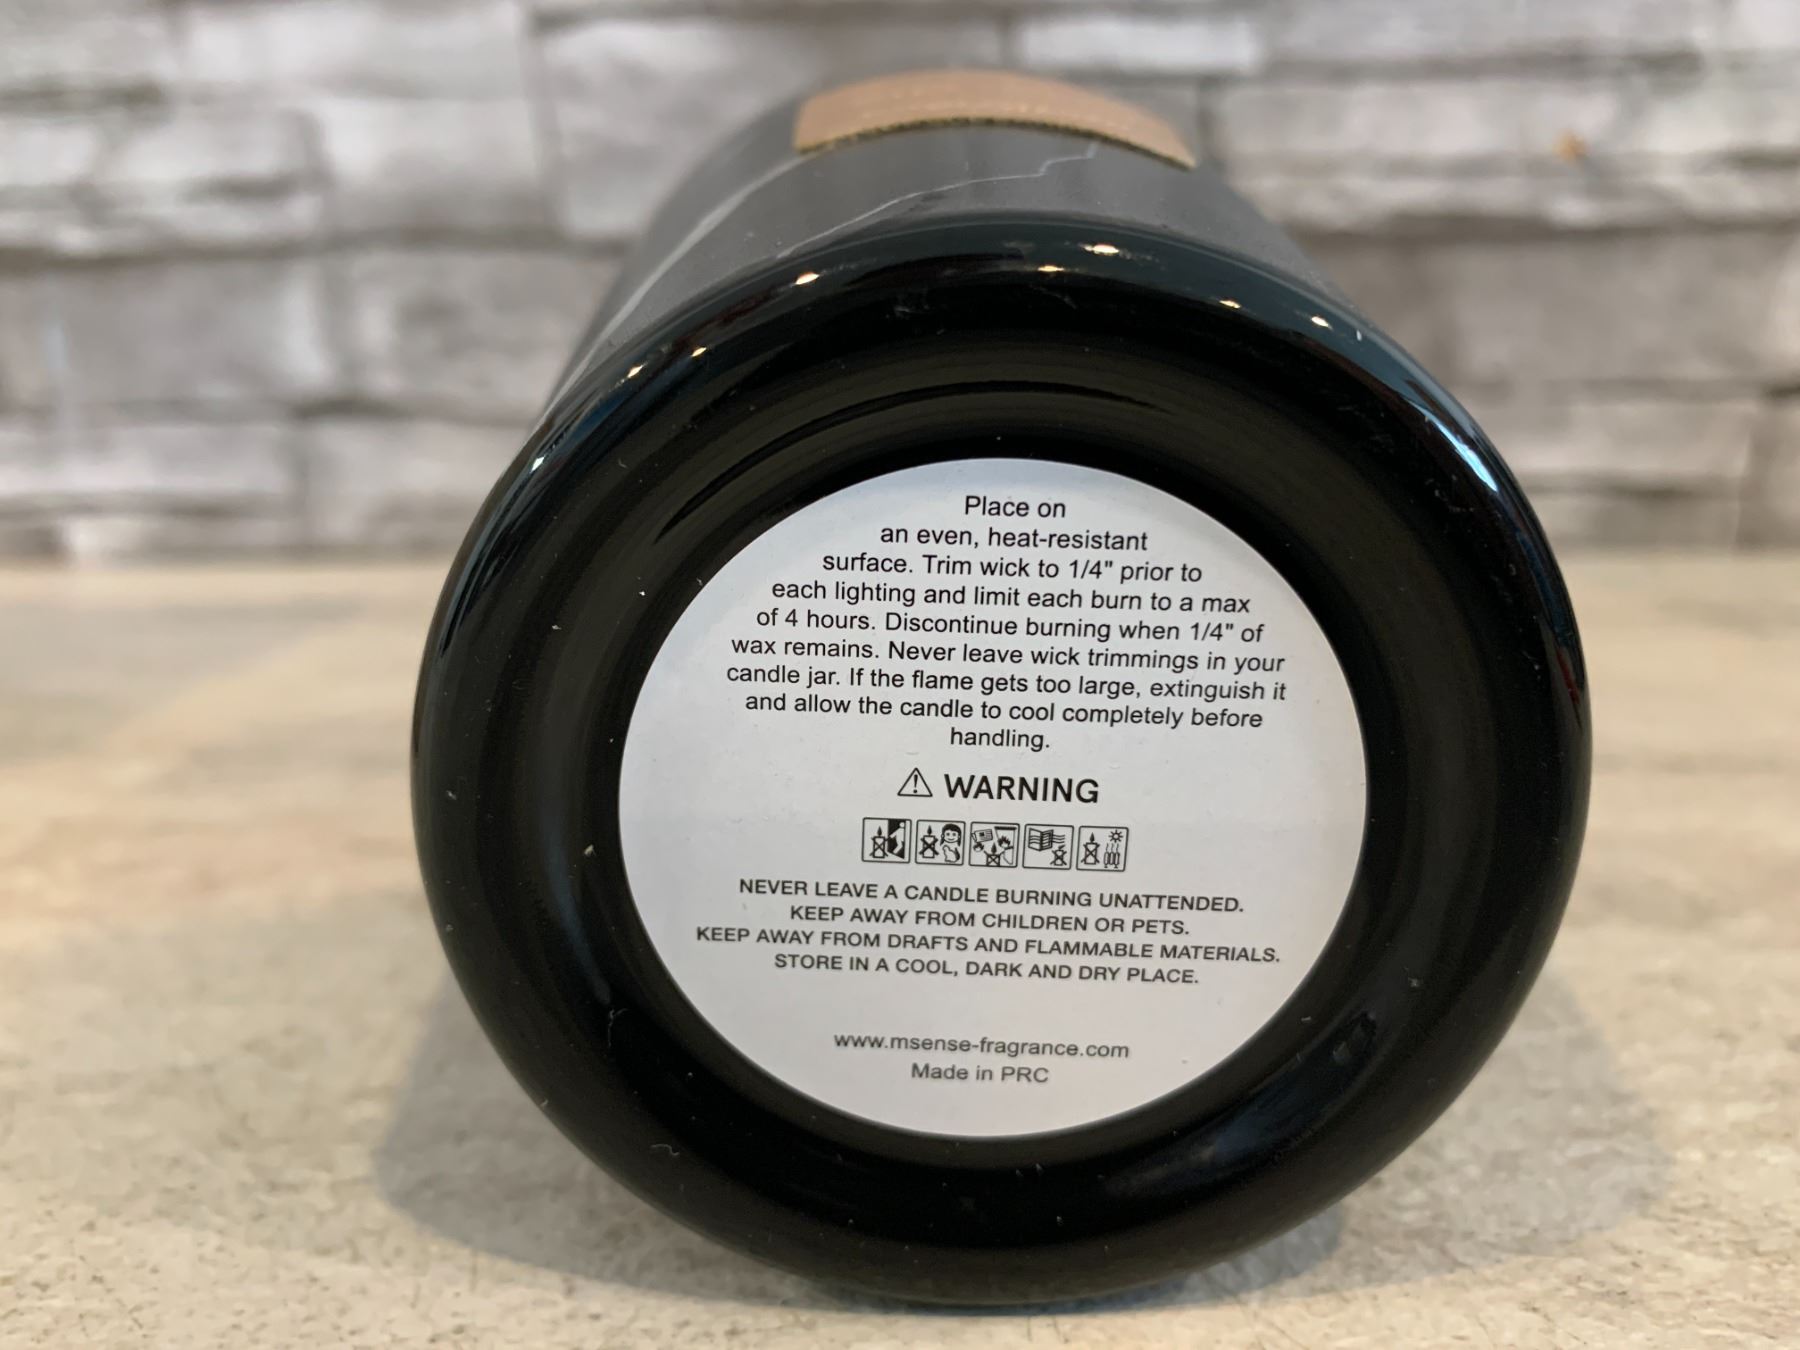 Place on
an even, heat-resistant
surface. Trim wick to 1/4" prior to
each lighting and limit each burn to a max
of 4 hours. Discontinue burning when 1/4" of
wax remains. Never leave wick trimmings in your
candle jar. If the flame gets too large, extinguish it
and allow the candle to cool completely before
handling.
⚠ WARNING
NEVER LEAVE A CANDLE BURNING UNATTENDED.
KEEP AWAY FROM CHILDREN OR PETS.
KEEP AWAY FROM DRAFTS AND FLAMMABLE MATERIALS.
STORE IN A COOL, DARK AND DRY PLACE.
www.msense-fragrance.com
Made in PRC